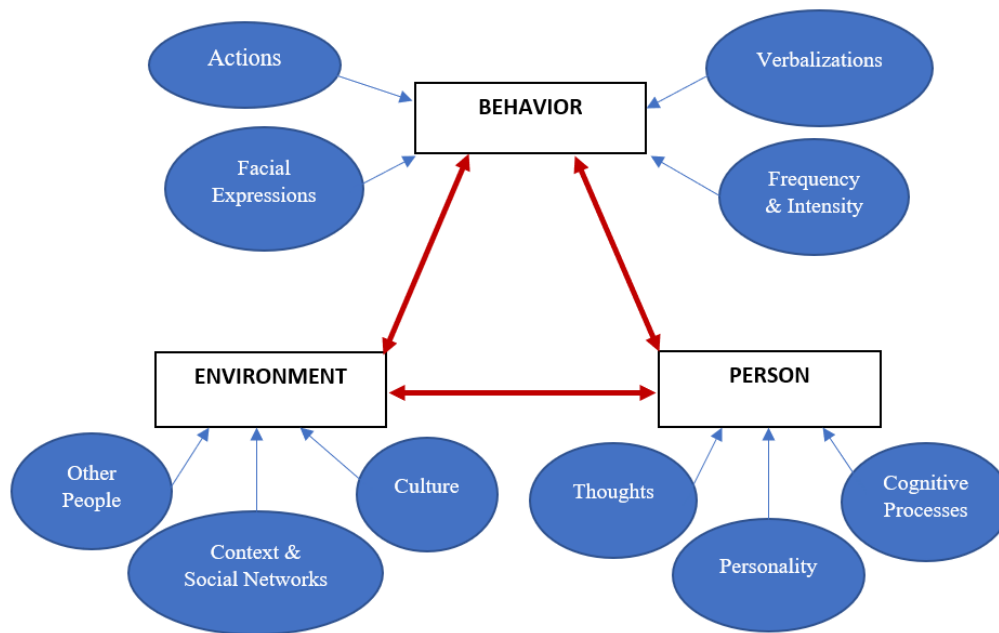 Actions
Verbalizations
BEHAVIOR
Facial
Expressions
Frequency
& Intensity
ENVIRONMENT
PERSON
Other
People
Culture
Context &
Social Networks
Thoughts
Cognitive
Processes
Personality